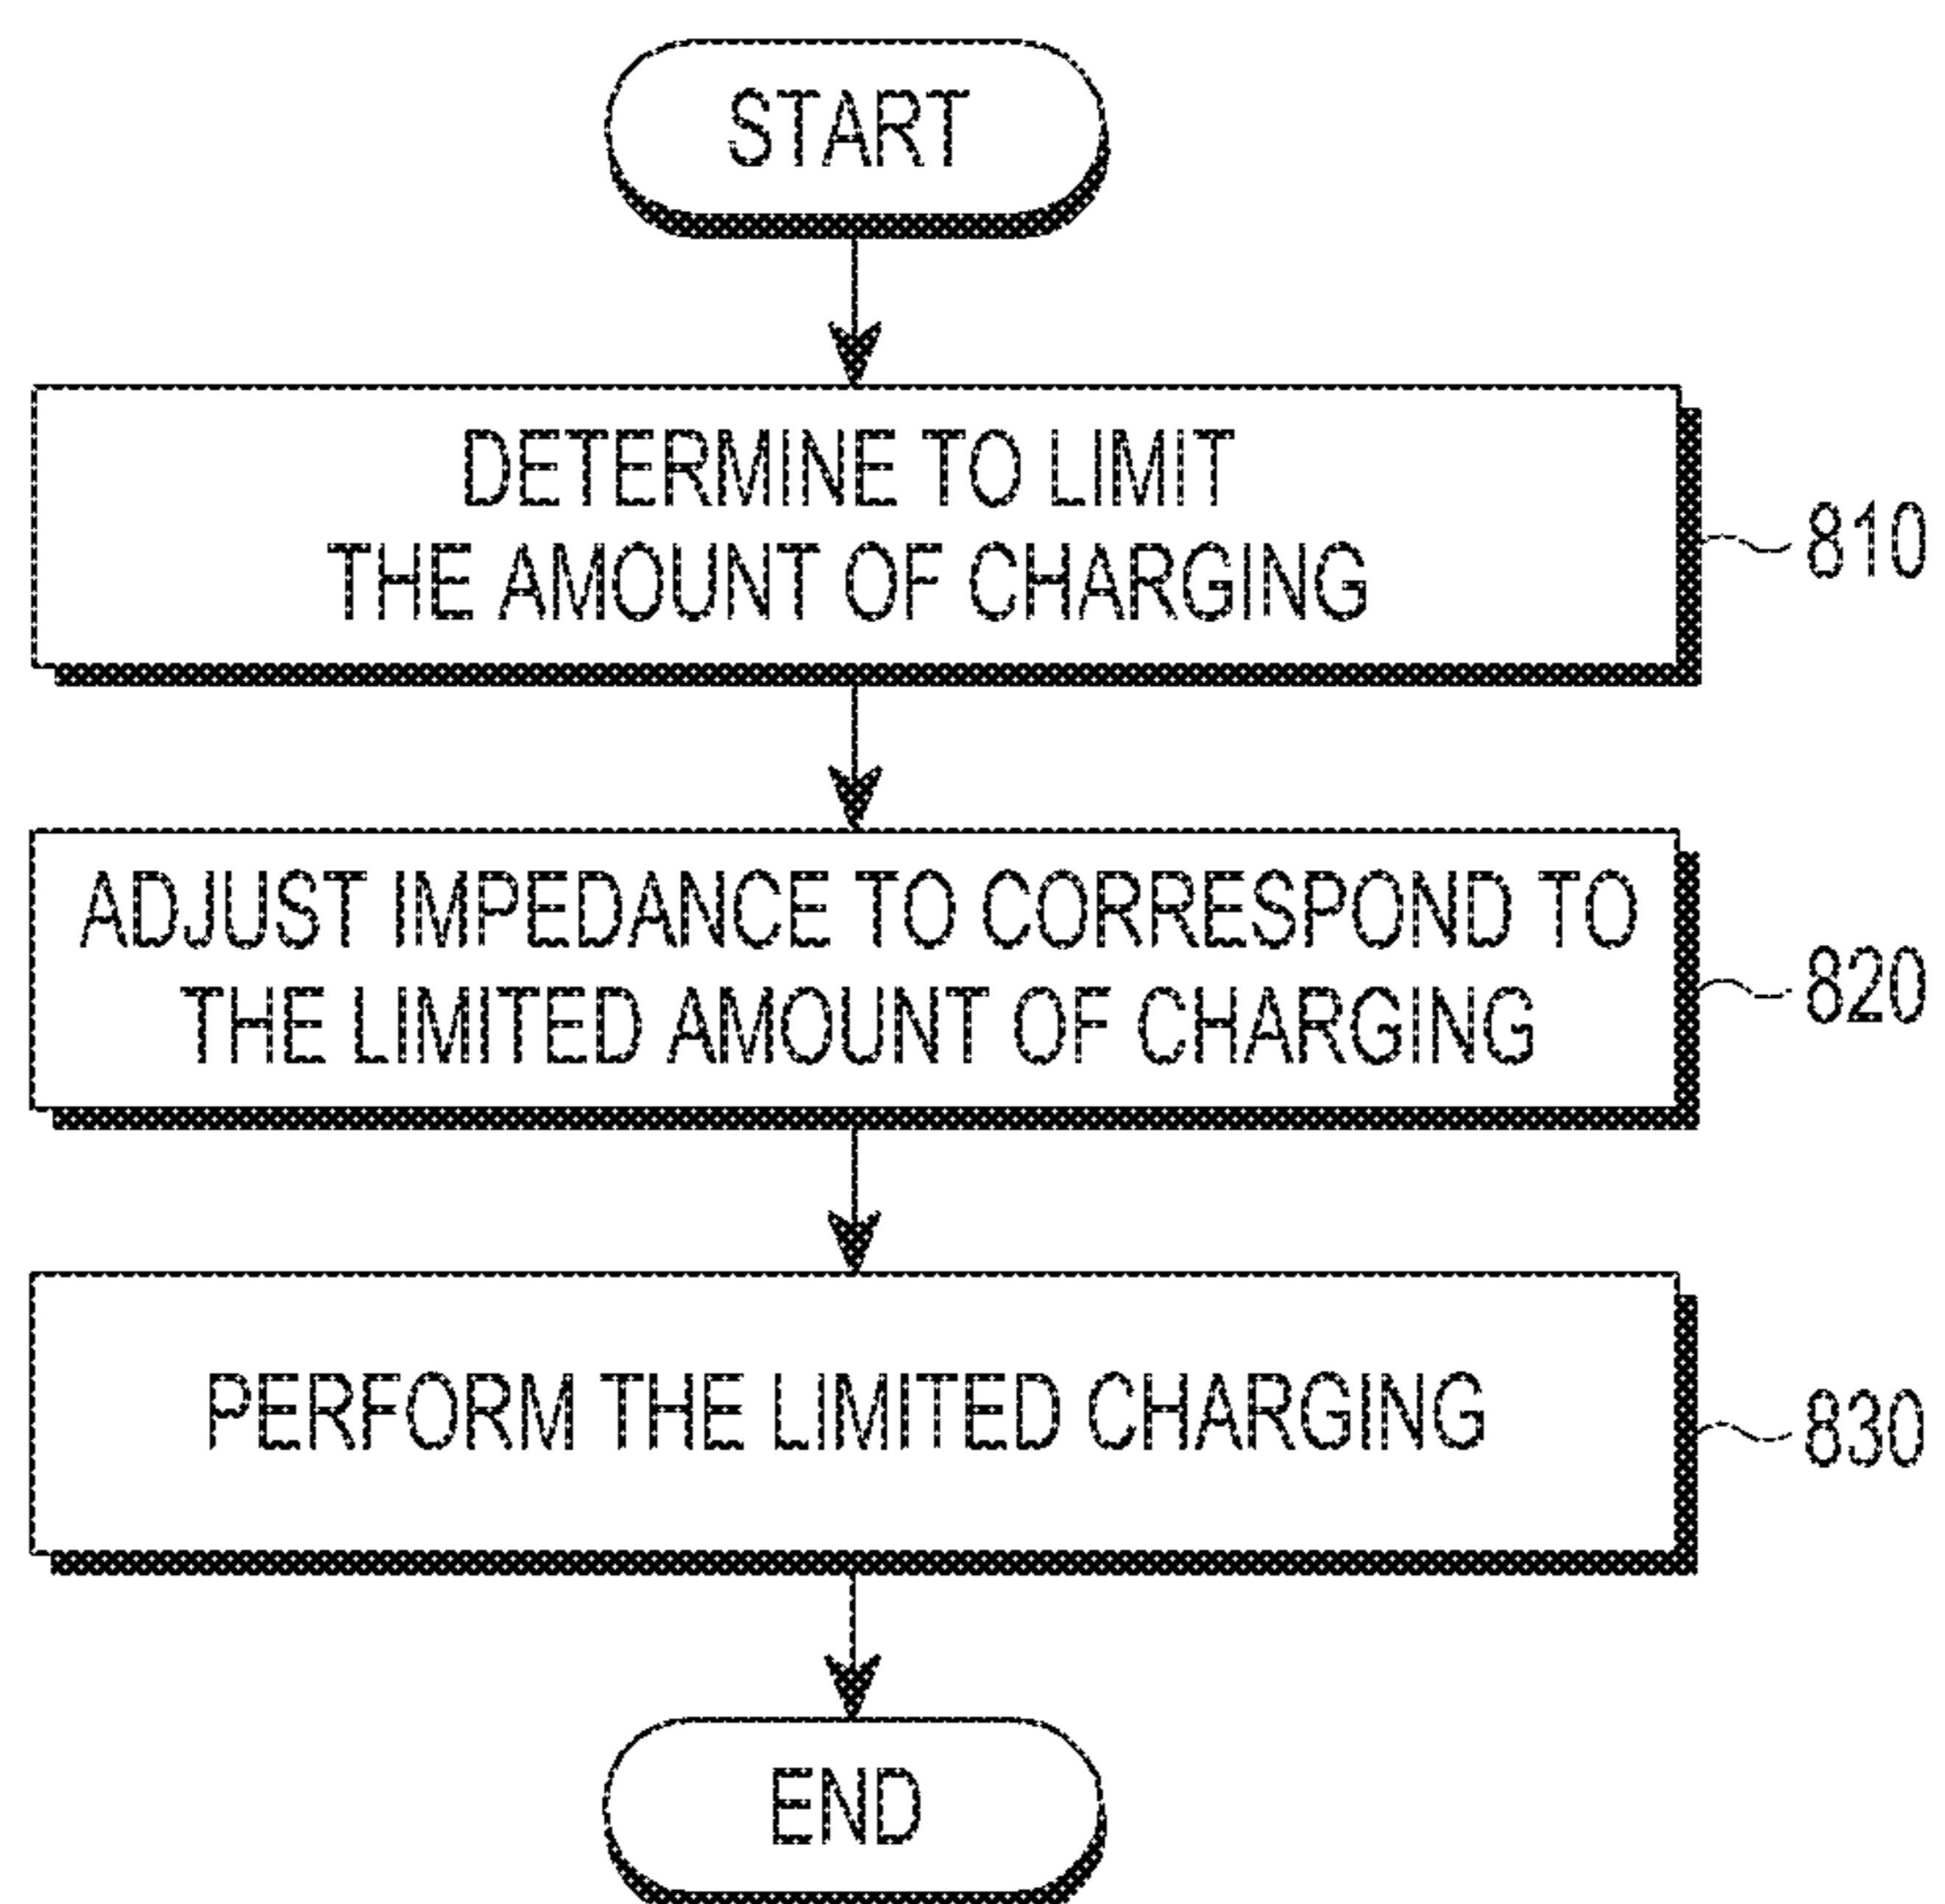 START
DETERMINE TO LIMIT
THE AMOUNT OF CHARGING
810
ADJUST IMPEDANCE TO CORRESPOND TO
THE LIMITED AMOUNT OF CHARGING
820
PERFORM THE LIMITED CHARGING
830
END